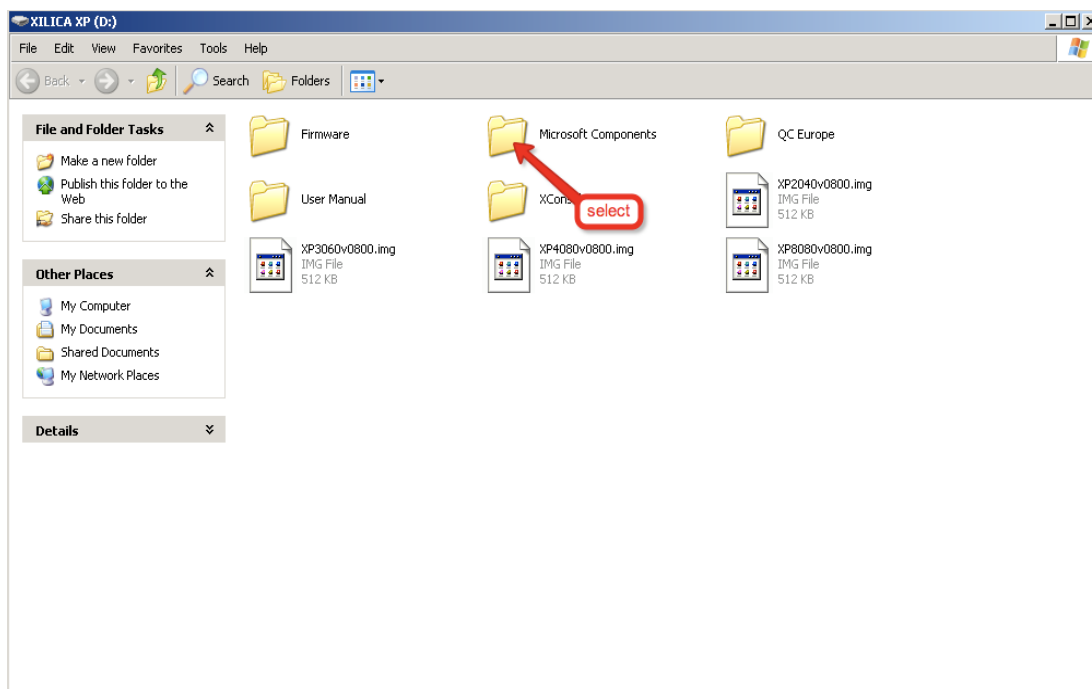 XILICA XP (D:)
File Edit View Favorites Tools Help
Back Search Folders
File and Folder Tasks
Make a new folder
Publish this folder to the
Web
Share this folder
Other Places
My Computer
My Documents
Shared Documents
My Network Places
Details
Firmware
Microsoft Components
QC Europe
User Manual
select
XP2040v0800.img
IMG File
512 KB
XP3060v0800.img
IMG File
512 KB
XP4080v0800.img
IMG File
512 KB
XP8080v0800.img
IMG File
512 KB